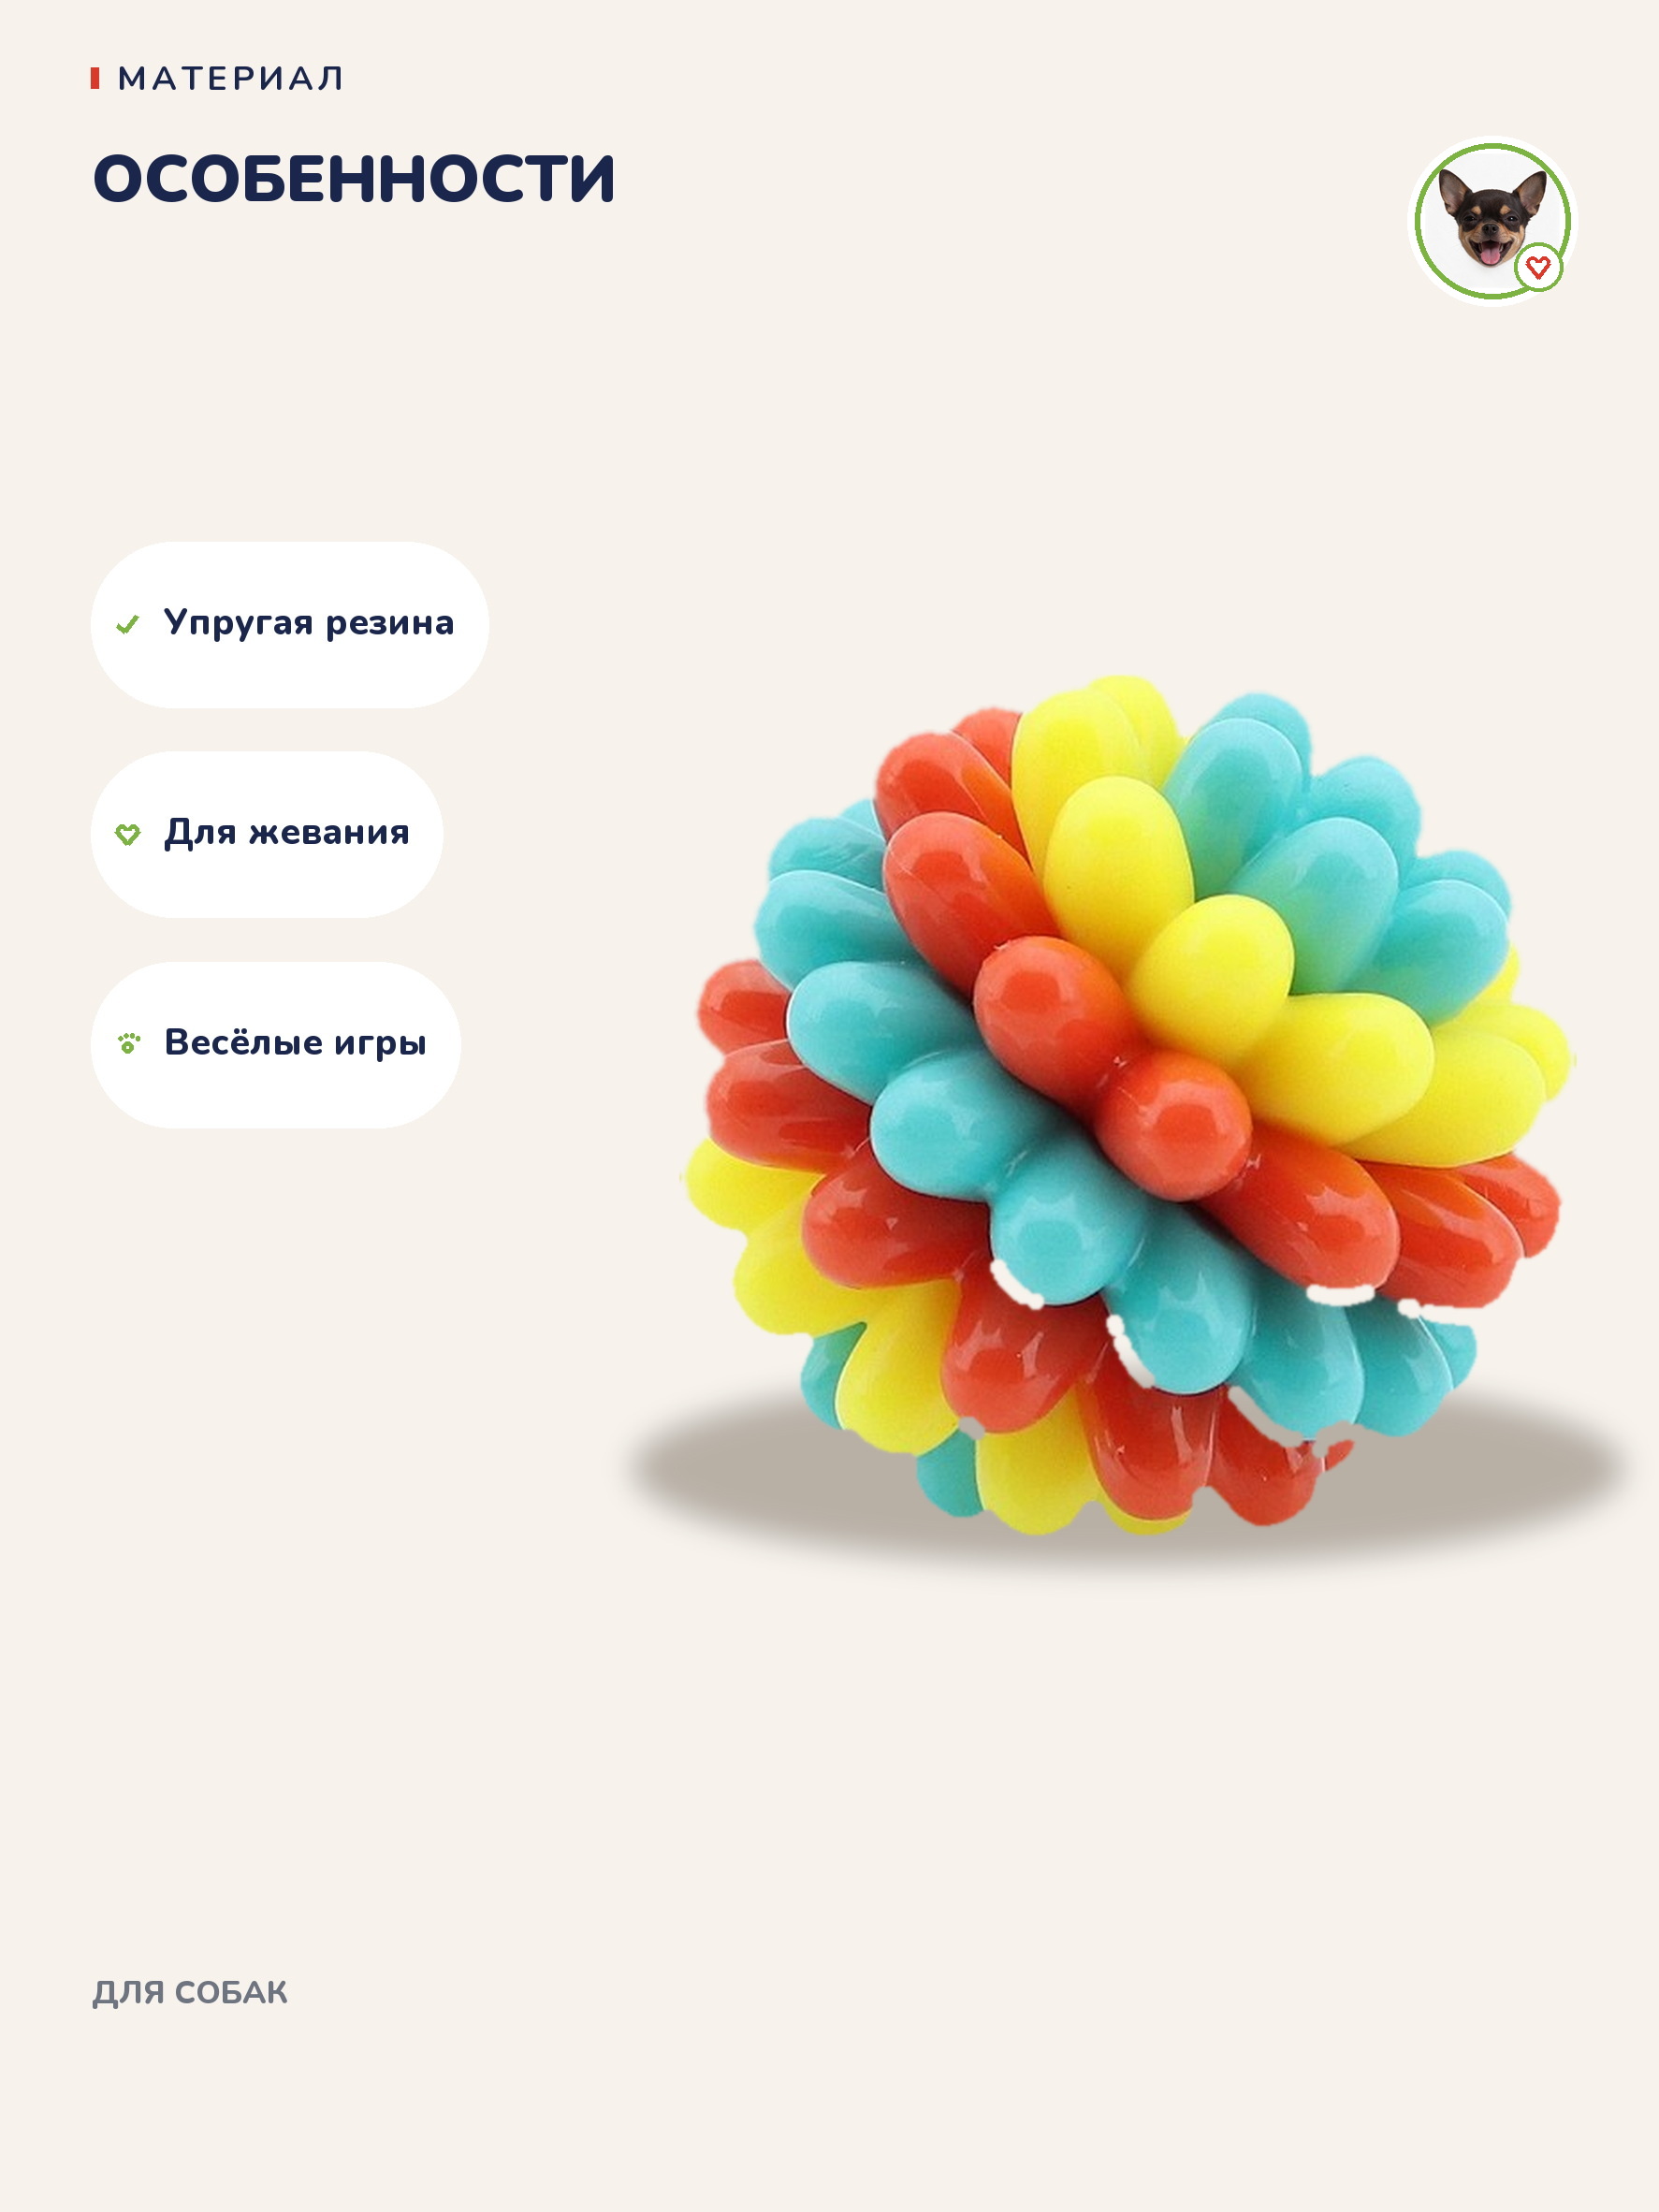 МАТЕРИАЛ
ОСОБЕННОСТИ
Упругая резина
Для жевания
Весёлые игры
ДЛЯ СОБАК